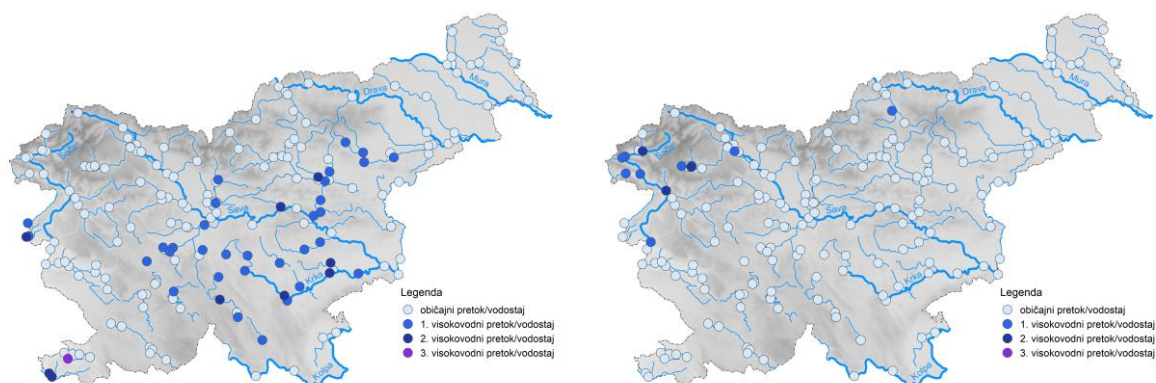 Mura
Drava
Soča
Sava
Krka
Kolpa
Legenda
običajni pretok/vodostaj
1. visokovodni pretok/vodostaj
2. visokovodni pretok/vodostaj
3. visokovodni pretok/vodostaj
Mura
Drava
Sava
Krka
Kolpa
Legenda
običajni pretok/vodostaj
1. visokovodni pretok/vodostaj
2. visokovodni pretok/vodostaj
3. visokovodni pretok/vodostaj